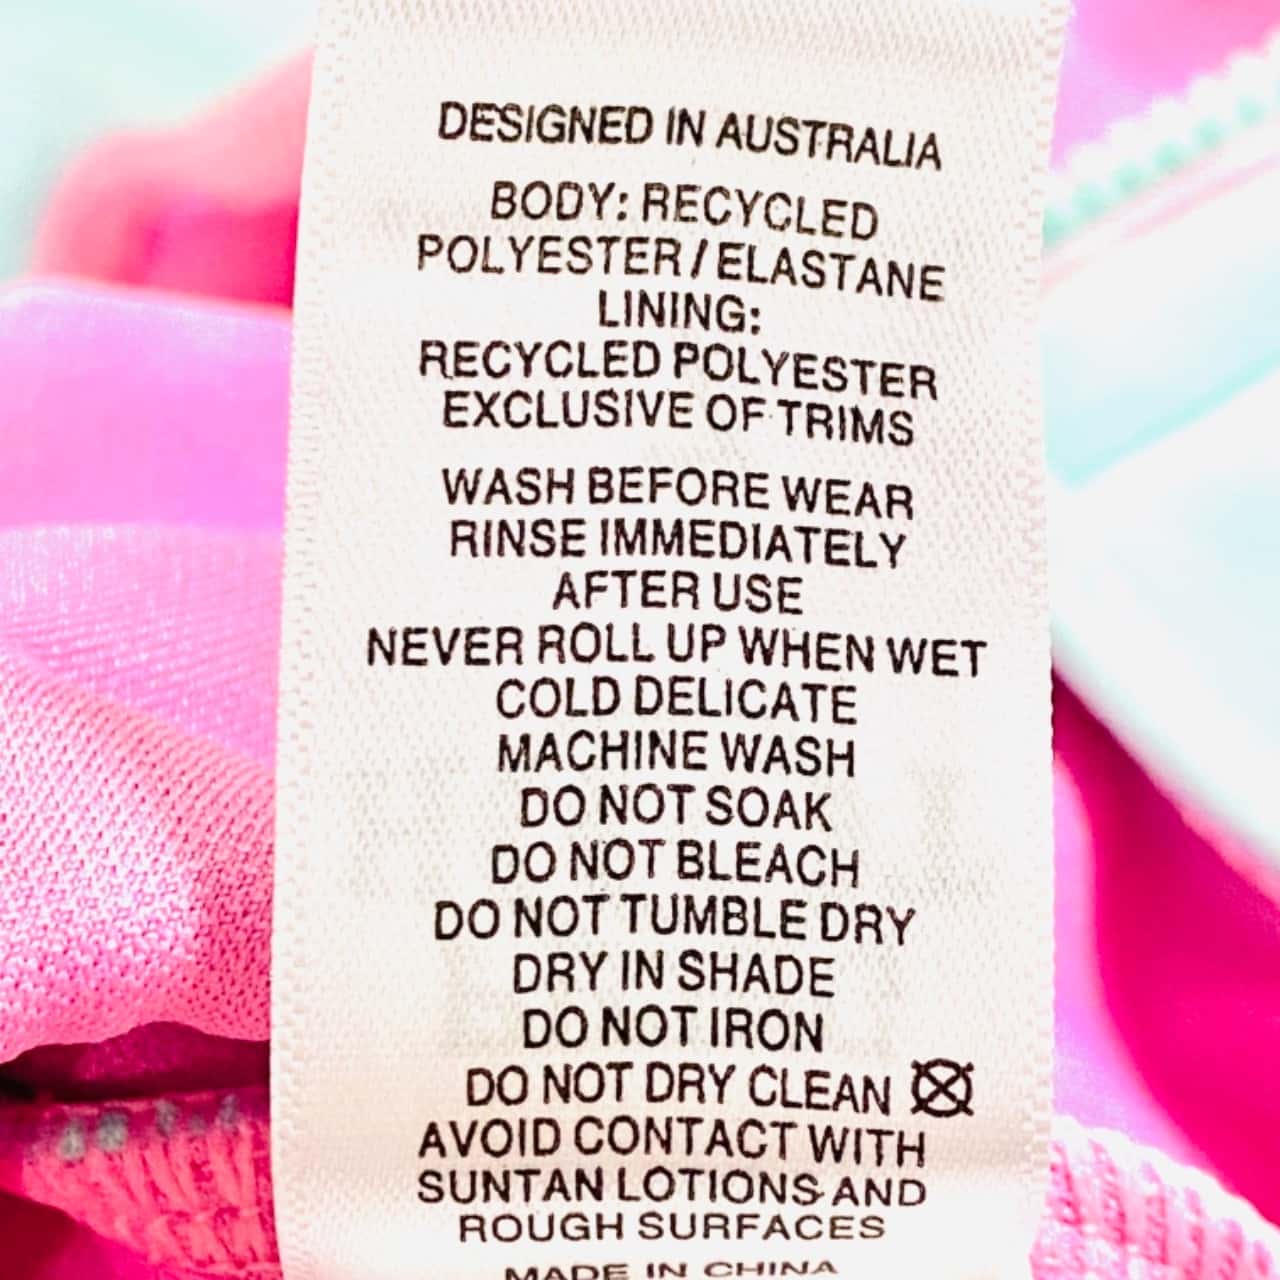 DESIGNED IN AUSTRALIA
BODY: RECYCLED
POLYESTER / ELASTANE
LINING:
RECYCLED POLYESTER
EXCLUSIVE OF TRIMS
WASH BEFORE WEAR
RINSE IMMEDIATELY
AFTER USE
NEVER ROLL UP WHEN WET
COLD DELICATE
MACHINE WASH
DO NOT SOAK
DO NOT BLEACH
DO NOT TUMBLE DRY
DRY IN SHADE
DO NOT IRON
DO NOT DRY CLEAN
AVOID CONTACT WITH
SUNTAN LOTIONS AND
ROUGH SURFACES
MADE IN CHINA